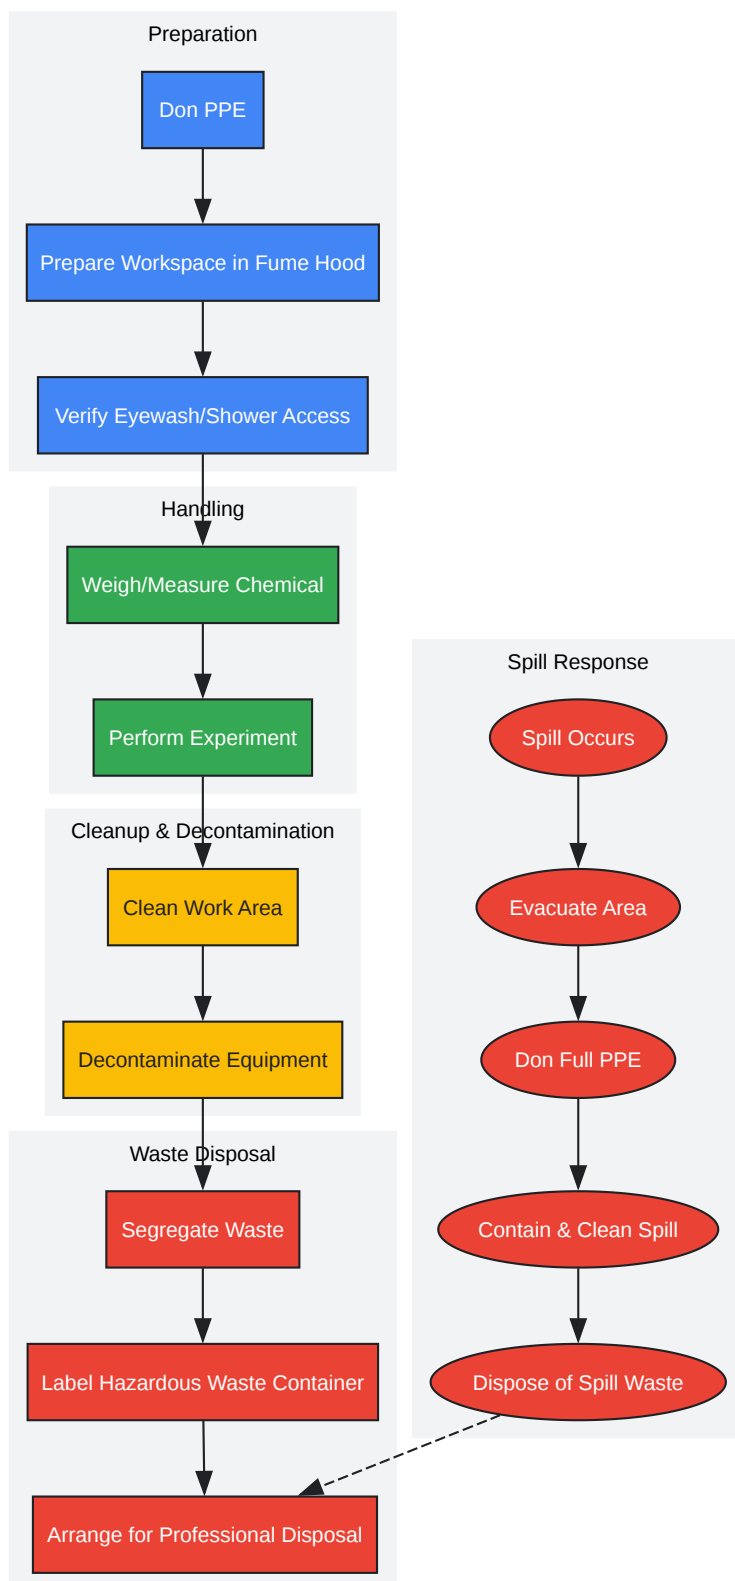 Preparation
Don PPE
Prepare Workspace in Fume Hood
Verify Eyewash/Shower Access
Handling
Weigh/Measure Chemical
Perform Experiment
Cleanup & Decontamination
Clean Work Area
Decontaminate Equipment
Waste Disposal
Segregate Waste
Label Hazardous Waste Container
Arrange for Professional Disposal
Spill Response
Spill Occurs
Evacuate Area
Don Full PPE
Contain & Clean Spill
Dispose of Spill Waste